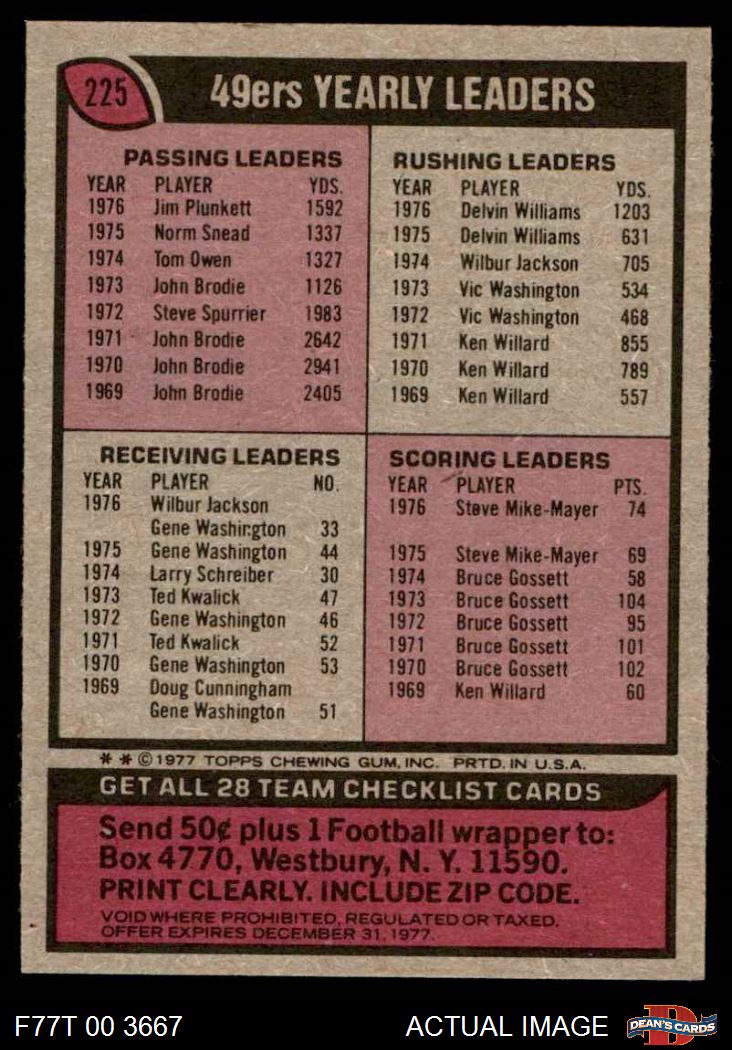 225
49ers YEARLY LEADERS
PASSING LEADERS
YEAR PLAYER YDS.
1976 Jim Plunkett 1592
1975 Norm Snead 1337
1974 Tom Owen 1327
1973 John Brodie 1126
1972 Steve Spurrier 1983
1971 John Brodie 2642
1970 John Brodie 2941
1969 John Brodie 2405
RUSHING LEADERS
YEAR PLAYER YDS.
1976 Delvin Williams 1203
1975 Delvin Williams 631
1974 Wilbur Jackson 705
1973 Vic Washington 534
1972 Vic Washington 468
1971 Ken Willard 855
1970 Ken Willard 789
1969 Ken Willard 557
RECEIVING LEADERS
YEAR PLAYER NO.
1976 Wilbur Jackson
Gene Washington 33
1975 Gene Washington 44
1974 Larry Schreiber 30
1973 Ted Kwalick 47
1972 Gene Washington 46
1971 Ted Kwalick 52
1970 Gene Washington 53
1969 Doug Cunningham
Gene Washington 51
SCORING LEADERS
YEAR PLAYER PTS.
1976 Steve Mike-Mayer 74
1975 Steve Mike-Mayer 69
1974 Bruce Gossett 58
1973 Bruce Gossett 104
1972 Bruce Gossett 95
1971 Bruce Gossett 101
1970 Bruce Gossett 102
1969 Ken Willard 60
* * © 1977 TOPPS CHEWING GUM, INC. PRTD. IN U.S.A.
GET ALL 28 TEAM CHECKLIST CARDS
Send 50¢ plus 1 Football wrapper to:
Box 4770, Westbury, N. Y. 11590.
PRINT CLEARLY. INCLUDE ZIP CODE.
VOID WHERE PROHIBITED, REGULATED OR TAXED.
OFFER EXPIRES DECEMBER 31, 1977.
F77T 00 3667
ACTUAL IMAGE
D
DEAN'S CARDS